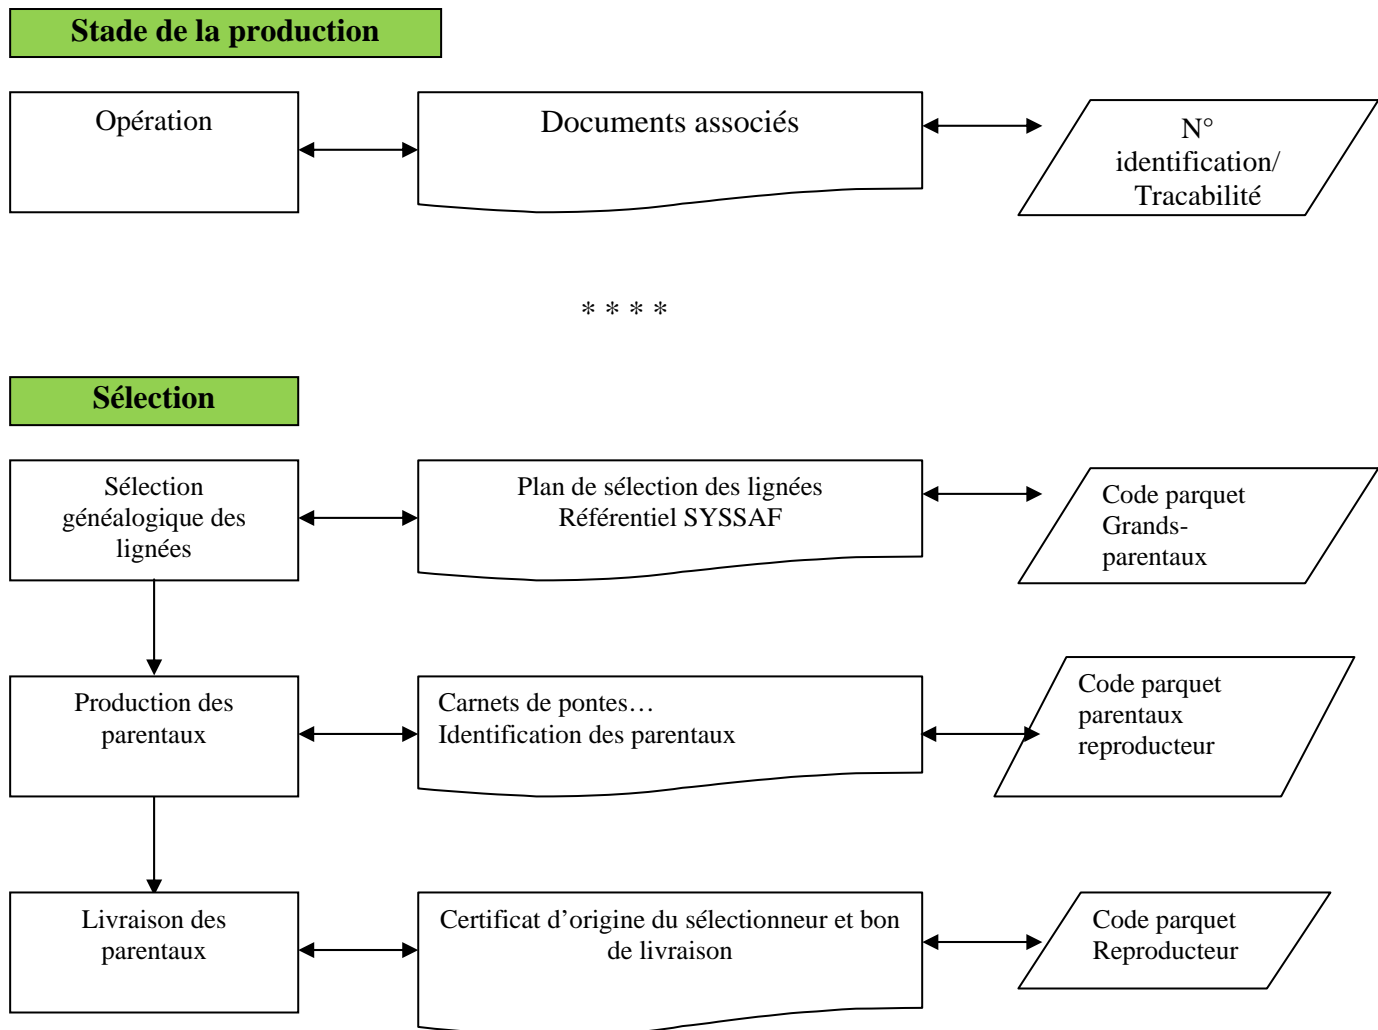 Stade de la production
Opération
Documents associés
N°
identification/
Tracabilité
* * * *
Sélection
Sélection
généalogique des
lignées
Plan de sélection des lignées
Référentiel SYSSAF
Code parquet
Grands-
parentaux
Production des
parentaux
Carnets de pontes…
Identification des parentaux
Code parquet
parentaux
reproducteur
Livraison des
parentaux
Certificat d’origine du sélectionneur et bon
de livraison
Code parquet
Reproducteur